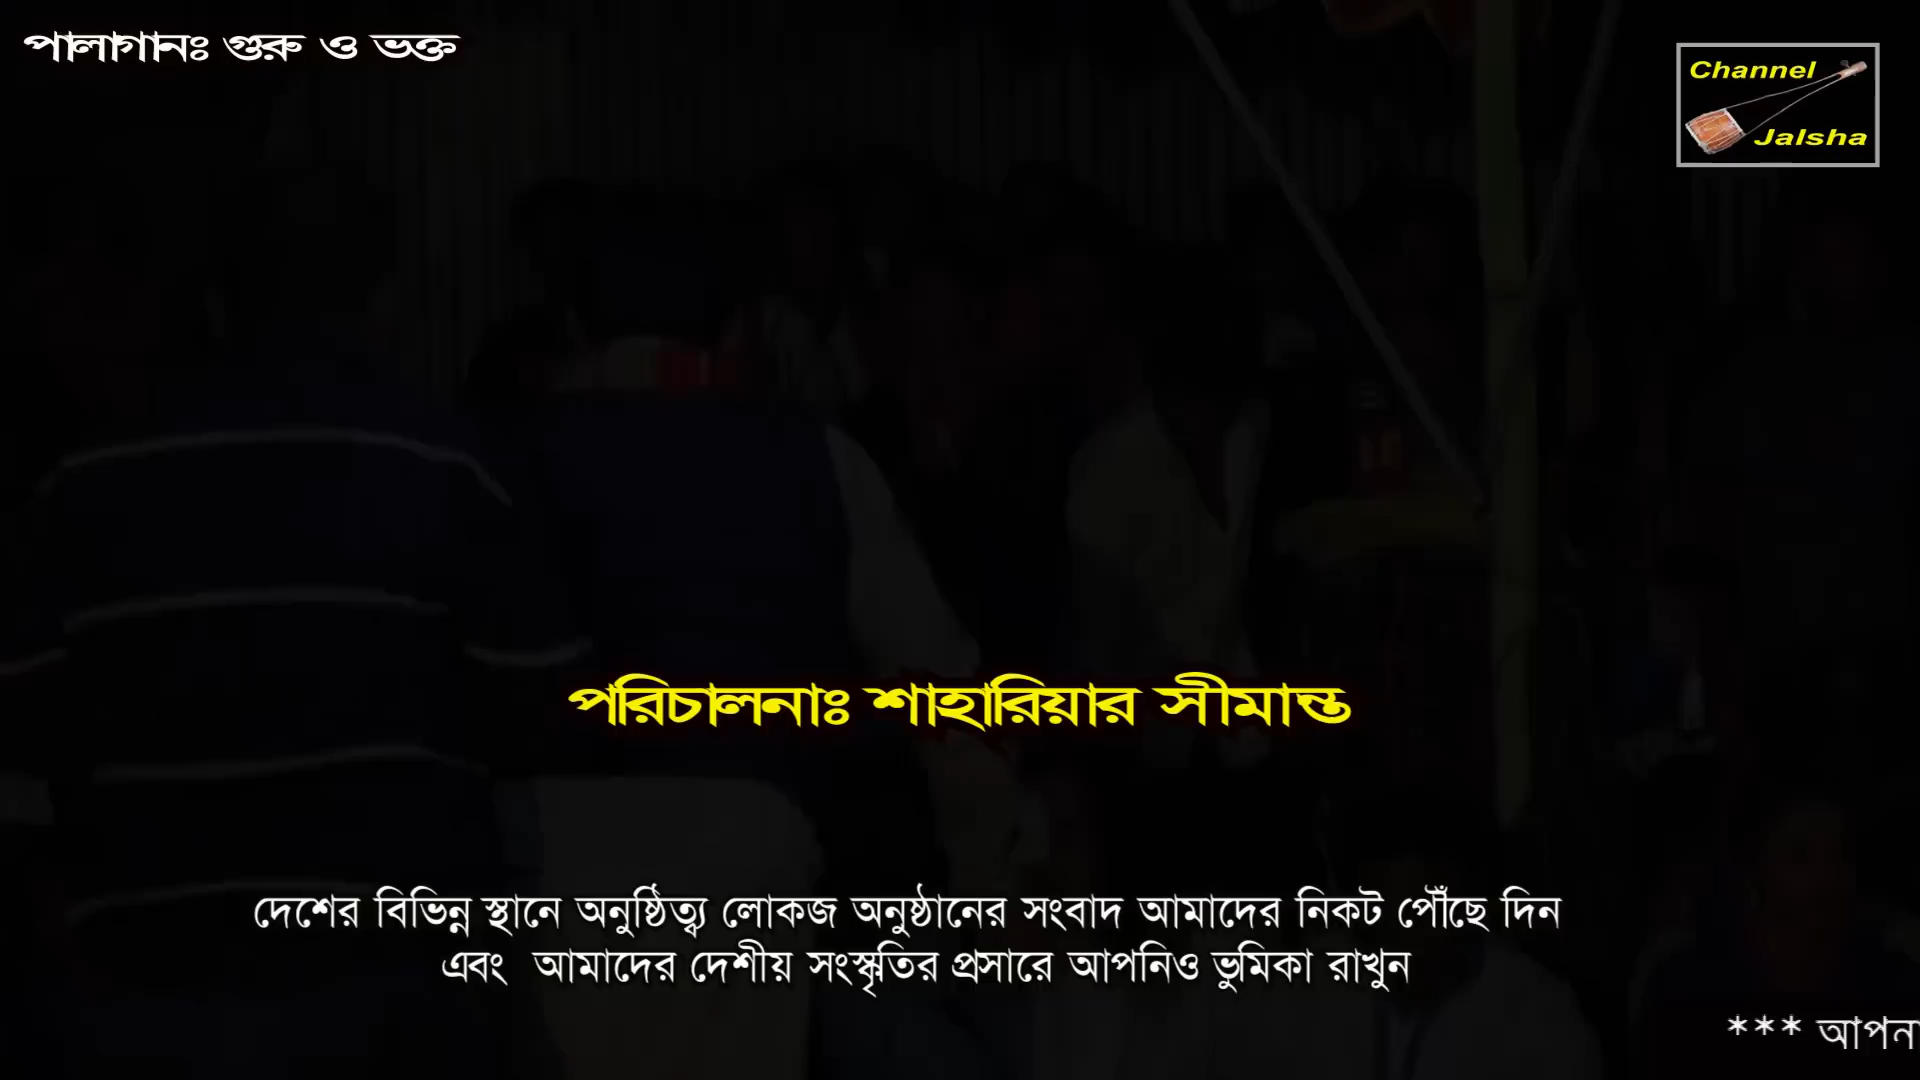 পালাগানঃ গুরু ও ভক্ত
Channel
Jalsha
পরিচালনাঃ শাহারিয়ার সীমান্ত
দেশের বিভিন্ন স্থানে অনুষ্ঠিত্ব্য লোকজ অনুষ্ঠানের সংবাদ আমাদের নিকট পৌঁছে দিন
এবং আমাদের দেশীয় সংস্কৃতির প্রসারে আপনিও ভুমিকা রাখুন
*** আপনা